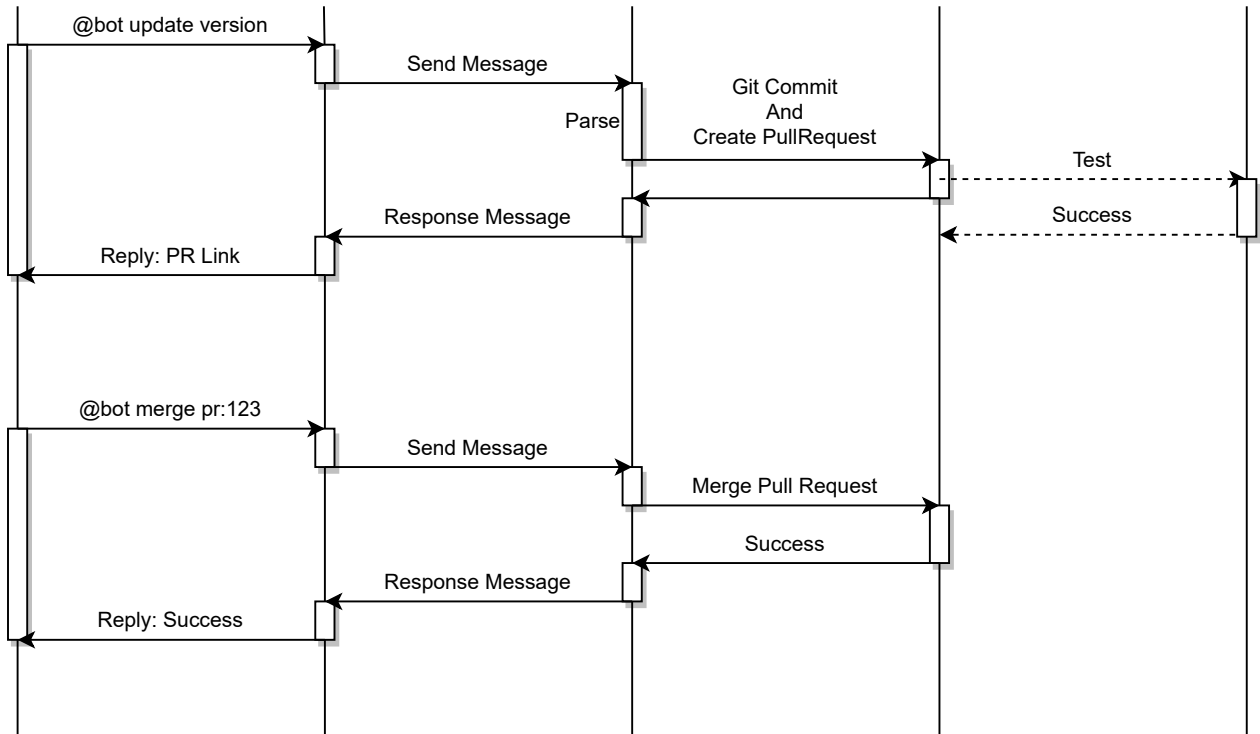 @bot update version
Send Message
Git Commit
And
Create PullRequest
Parse
Test
Response Message
Success
Reply: PR Link
@bot merge pr:123
Send Message
Merge Pull Request
Success
Response Message
Reply: Success